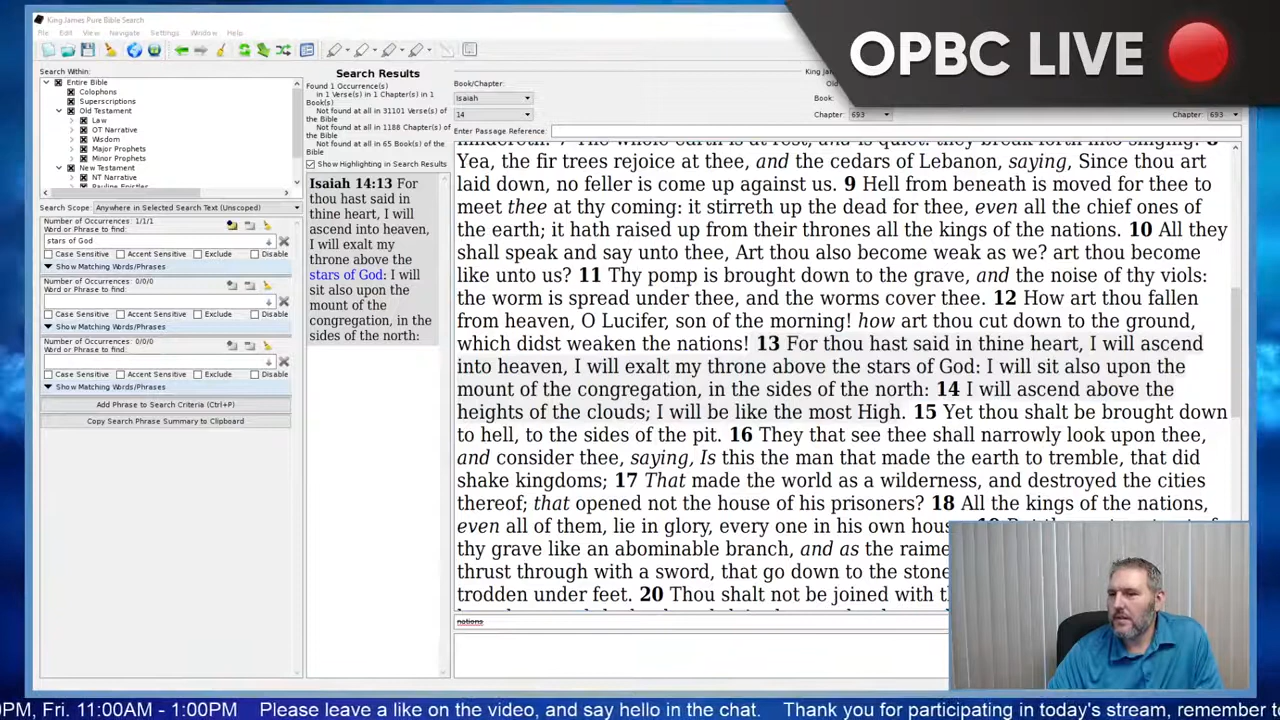 King James Pure Bible Search
OPBC LIVE
File Edit View Navigate Settings Window Help
Search Within:
Entire Bible
Colophons
Superscriptions
Old Testament
Law
OT Narrative
Wisdom
Major Prophets
Minor Prophets
New Testament
NT Narrative
Pauline Epistles
Search Scope: Anywhere in Selected Search Text (Unscoped)
Number of Occurrences: 1/1/1
Word or Phrase to find:
stars of God
Case Sensitive Accent Sensitive Exclude Disable
Show Matching Words/Phrases
Number of Occurrences: 0/0/0
Word or Phrase to find:
Case Sensitive Accent Sensitive Exclude Disable
Show Matching Words/Phrases
Number of Occurrences: 0/0/0
Word or Phrase to find:
Case Sensitive Accent Sensitive Exclude Disable
Show Matching Words/Phrases
Add Phrase to Search Criteria (Ctrl+P)
Copy Search Phrase Summary to Clipboard
Search Results
Found 1 Occurrence(s)
in 1 Verse(s) in 1 Chapter(s) in 1
Book(s)
Not found at all in 31101 Verse(s) of
the Bible
Not found at all in 1188 Chapter(s) of
the Bible
Not found at all in 65 Book(s) of the
Bible
Show Highlighting in Search Results
Isaiah 14:13 For
thou hast said in
thine heart, I will
ascend into heaven,
I will exalt my
throne above the
stars of God: I will
sit also upon the
mount of the
congregation, in the
sides of the north:
King Jam
Book/Chapter: Old
Isaiah Book:
14 Chapter: 693 Chapter: 693
Enter Passage Reference:
Yea, the fir trees rejoice at thee, and the cedars of Lebanon, saying, Since thou art
laid down, no feller is come up against us. 9 Hell from beneath is moved for thee to
meet thee at thy coming: it stirreth up the dead for thee, even all the chief ones of
the earth; it hath raised up from their thrones all the kings of the nations. 10 All they
shall speak and say unto thee, Art thou also become weak as we? art thou become
like unto us? 11 Thy pomp is brought down to the grave, and the noise of thy viols:
the worm is spread under thee, and the worms cover thee. 12 How art thou fallen
from heaven, O Lucifer, son of the morning! how art thou cut down to the ground,
which didst weaken the nations! 13 For thou hast said in thine heart, I will ascend
into heaven, I will exalt my throne above the stars of God: I will sit also upon the
mount of the congregation, in the sides of the north: 14 I will ascend above the
heights of the clouds; I will be like the most High. 15 Yet thou shalt be brought down
to hell, to the sides of the pit. 16 They that see thee shall narrowly look upon thee,
and consider thee, saying, Is this the man that made the earth to tremble, that did
shake kingdoms; 17 That made the world as a wilderness, and destroyed the cities
thereof; that opened not the house of his prisoners? 18 All the kings of the nations,
even all of them, lie in glory, every one in his own hous
thy grave like an abominable branch, and as the raime
thrust through with a sword, that go down to the stone
trodden under feet. 20 Thou shalt not be joined with t
notions
0PM, Fri. 11:00AM - 1:00PM Please leave a like on the video, and say hello in the chat. Thank you for participating in today's stream, remember t